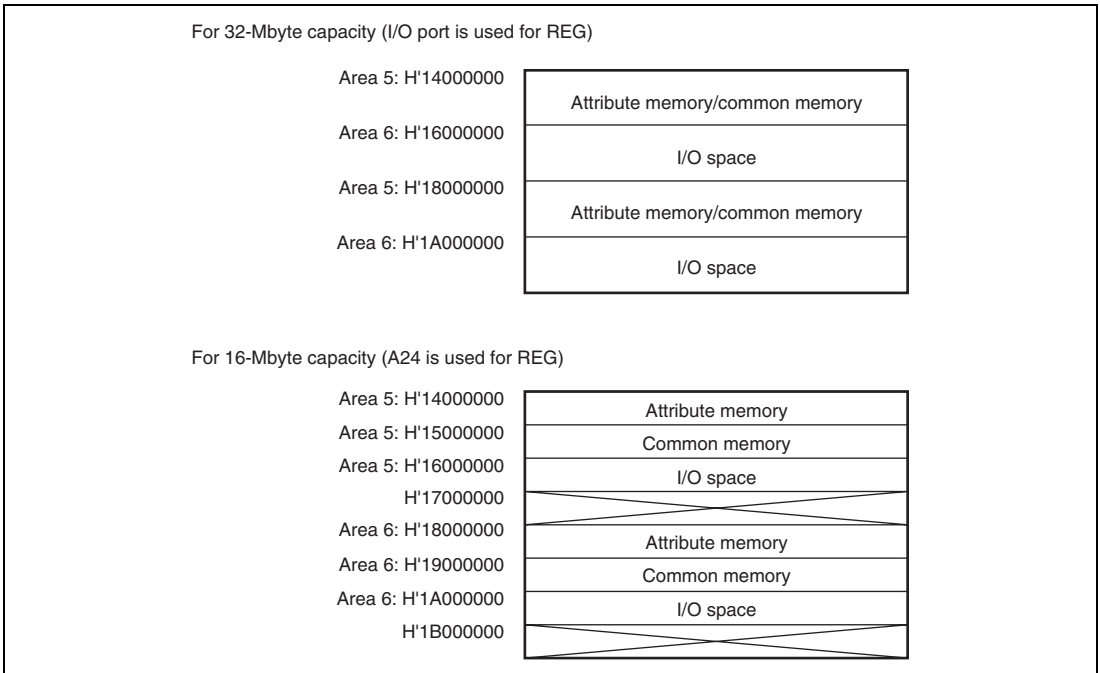 For 32-Mbyte capacity (I/O port is used for REG)
Area 5: H'14000000
Attribute memory/common memory
Area 6: H'16000000
I/O space
Area 5: H'18000000
Attribute memory/common memory
Area 6: H'1A000000
I/O space
For 16-Mbyte capacity (A24 is used for REG)
Area 5: H'14000000
Attribute memory
Area 5: H'15000000
Common memory
Area 5: H'16000000
I/O space
H'17000000
Area 6: H'18000000
Attribute memory
Area 6: H'19000000
Common memory
Area 6: H'1A000000
I/O space
H'1B000000